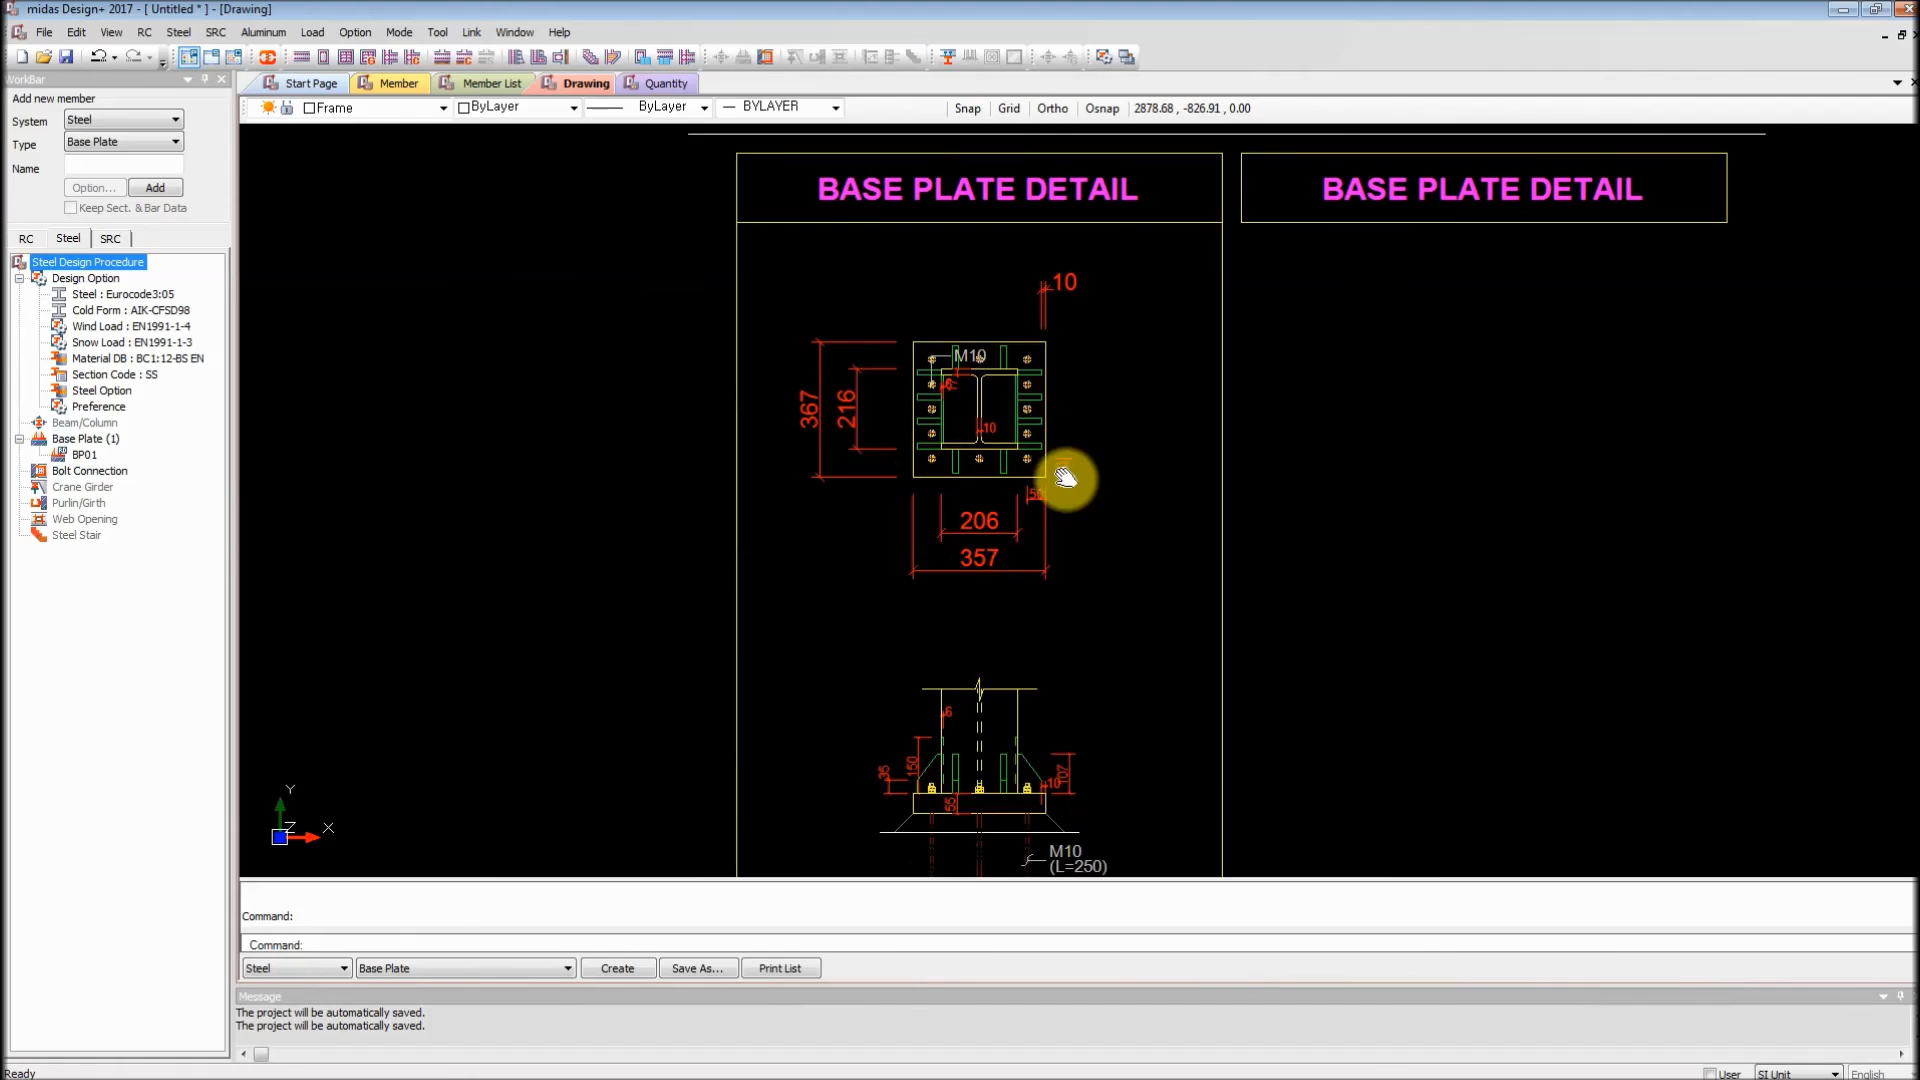 midas Design+ 2017 - [ Untitled * ] - [Drawing]
File Edit View RC Steel SRC Aluminum Load Option Mode Tool Link Window Help
WorkBar
Start Page Member Member List Drawing Quantity
Add new member
System Steel
Type Base Plate
Name
Option... Add
Keep Sect. & Bar Data
Frame ByLayer ByLayer BYLAYER Snap Grid Ortho Osnap 2878.68 , -826.91 , 0.00
RC Steel SRC
Steel Design Procedure
Design Option
Steel : Eurocode3:05
Cold Form : AIK-CFSD98
Wind Load : EN1991-1-4
Snow Load : EN1991-1-3
Material DB : BC1:12-BS EN
Section Code : SS
Steel Option
Preference
Beam/Column
Base Plate (1)
BP01
Bolt Connection
Crane Girder
Purlin/Girth
Web Opening
Steel Stair
BASE PLATE DETAIL
BASE PLATE DETAIL
10
M10
367
216
10
50
206
357
6
35
150
10
107
55
M10
(L=250)
Y
Z
X
Command:
Command:
Steel Base Plate Create Save As... Print List
Message
The project will be automatically saved.
The project will be automatically saved.
Ready
User SI Unit English